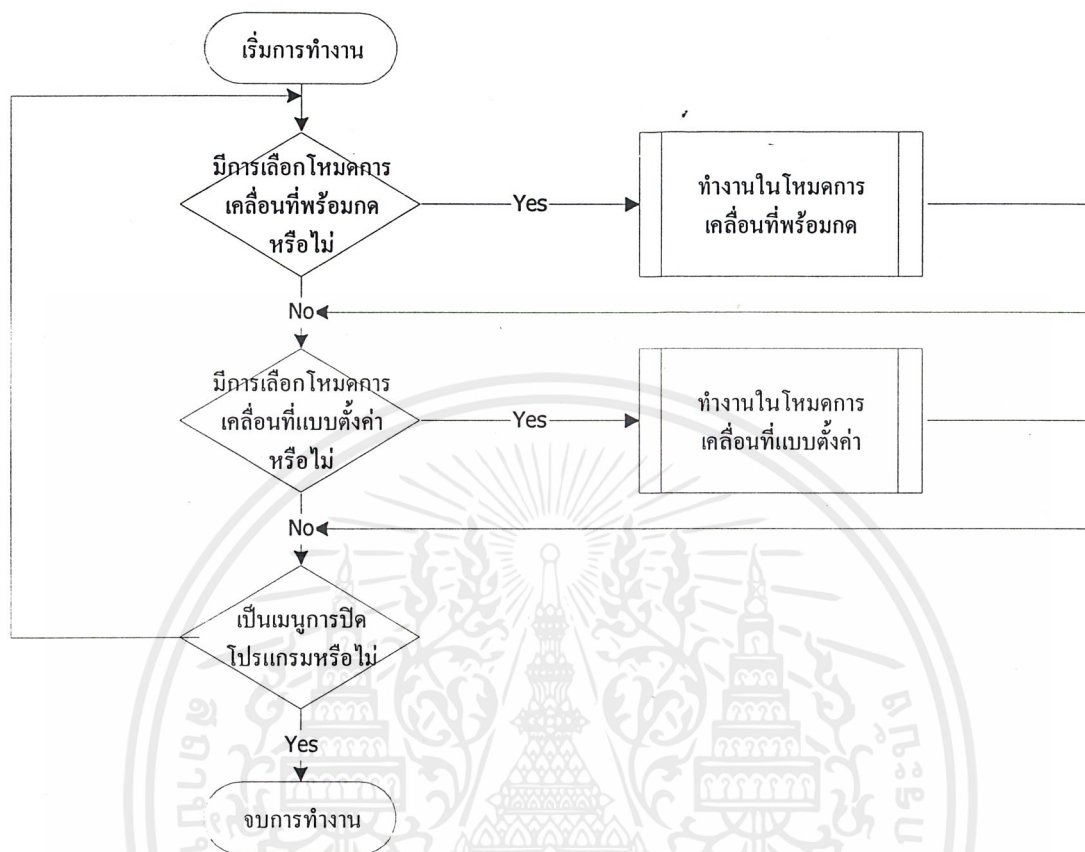 เริ่มการทำงาน
มีการเลือกโหมดการ
เคลื่อนที่พร้อมกด
หรือไม่
Yes
ทำงานในโหมดการ
เคลื่อนที่พร้อมกด
No
มีการเลือกโหมดการ
เคลื่อนที่แบบตั้งค่า
หรือไม่
Yes
ทำงานในโหมดการ
เคลื่อนที่แบบตั้งค่า
No
เป็นเมนูการปิด
โปรแกรมหรือไม่
Yes
จบการทำงาน